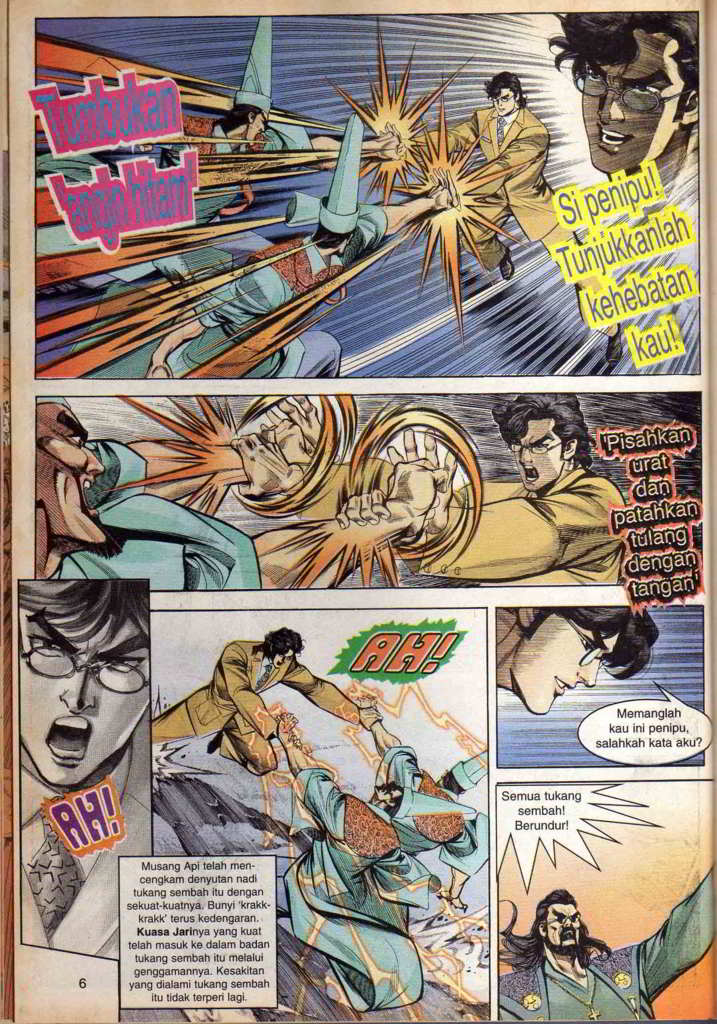 Tumbukan
'angin hitam'
Si penipu!
Tunjukkanlah
kehebatan
kau!
'Pisahkan
urat
dan
patahkan
tulang
dengan
tangan'
AH!
AH!
Memanglah
kau ini penipu,
salahkah kata aku?
Musang Api telah men-
cengkam denyutan nadi
tukang sembah itu dengan
sekuat-kuatnya. Bunyi 'krakk-
krakk' terus kedengaran.
Kuasa Jarinya yang kuat
telah masuk ke dalam badan
tukang sembah itu melalui
genggamannya. Kesakitan
yang dialami tukang sembah
itu tidak terperi lagi.
Semua tukang
sembah!
Berundur!
6